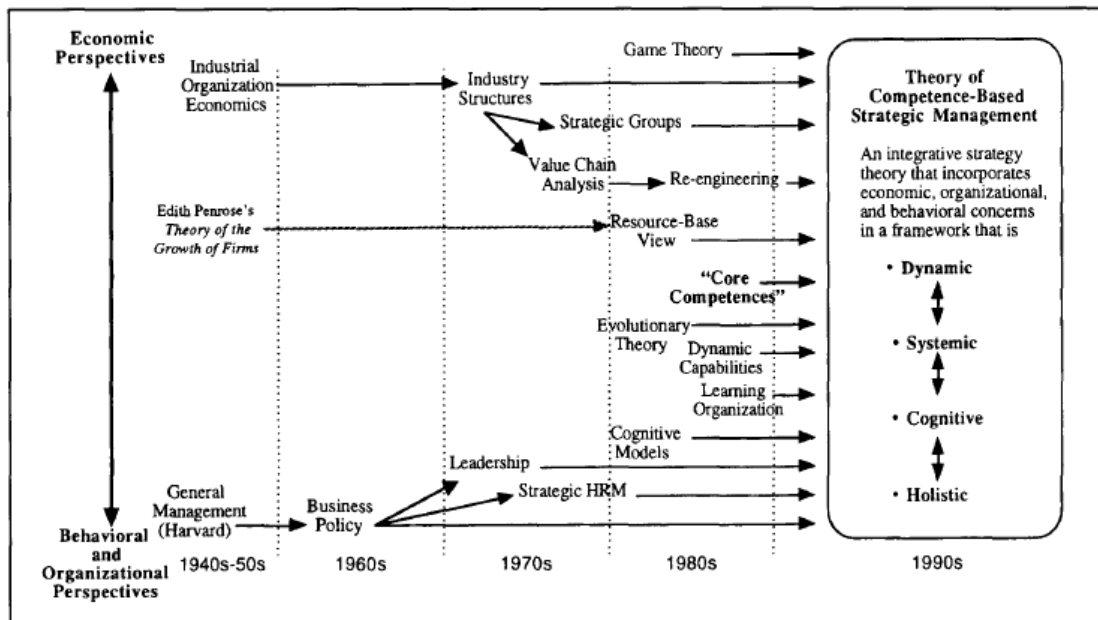 Economic
Perspectives
Industrial
Organization
Economics
Edith Penrose's
Theory of the
Growth of Firms
General
Management
(Harvard)
Behavioral
and
Organizational
Perspectives
Business
Policy
Industry
Structures
Strategic Groups
Value Chain
Analysis
Re-engineering
Game Theory
Resource-Base
View
"Core
Competences"
Evolutionary
Theory
Dynamic
Capabilities
Learning
Organization
Cognitive
Models
Leadership
Strategic HRM
1940s-50s
1960s
1970s
1980s
1990s
Theory of
Competence-Based
Strategic Management
An integrative strategy
theory that incorporates
economic, organizational,
and behavioral concerns
in a framework that is
• Dynamic
• Systemic
• Cognitive
• Holistic